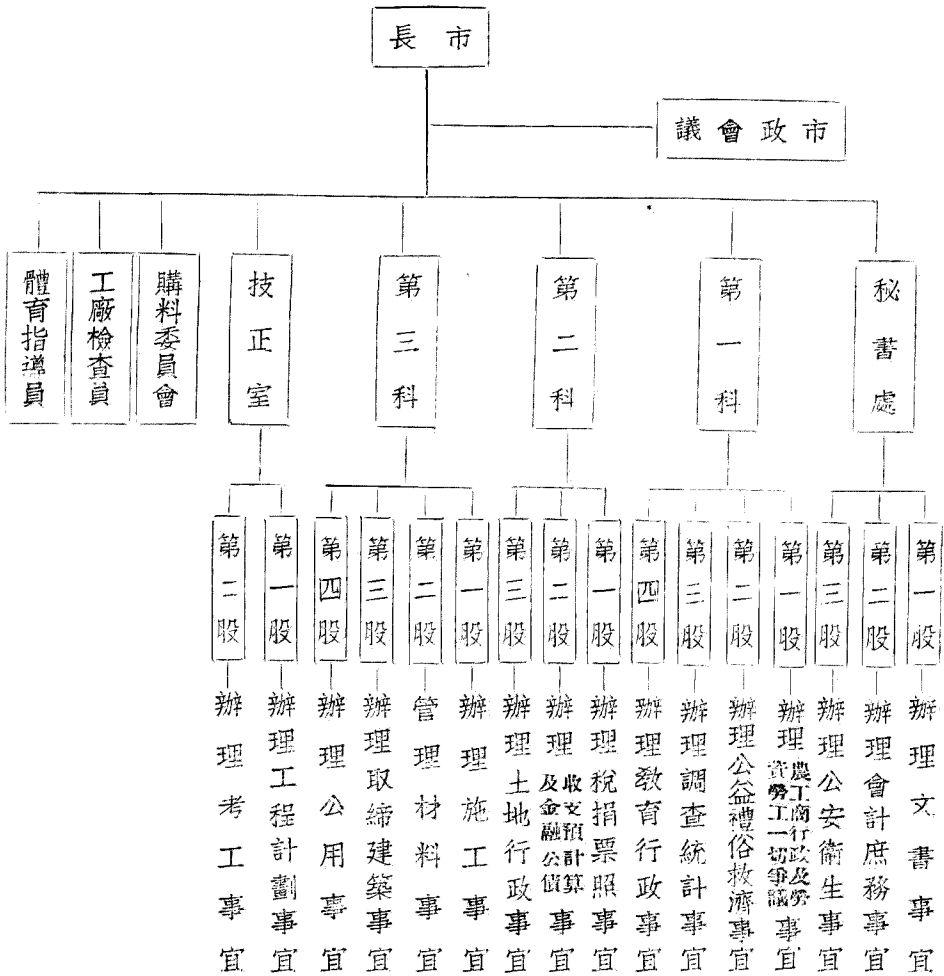 市長
市政會議
秘書處
第一科
第二科
第三科
技正室
購料委員會
工廠檢查員
體育指導員
第一股
第二股
第三股
第一股
第二股
第三股
第四股
第一股
第二股
第三股
第一股
第二股
第三股
第四股
第一股
第二股
辦理文書事宜
辦理會計庶務事宜
辦理公安衛生事宜
辦理農工商行政及勞資勞工一切爭議事宜
辦理公益禮俗救濟事宜
辦理調查統計事宜
辦理教育行政事宜
辦理稅捐票照事宜
辦理收支預計算及金融公債事宜
辦理土地行政事宜
辦理施工事宜
管理材料事宜
辦理取締建築事宜
辦理公用事宜
辦理工程計劃事宜
辦理考工事宜